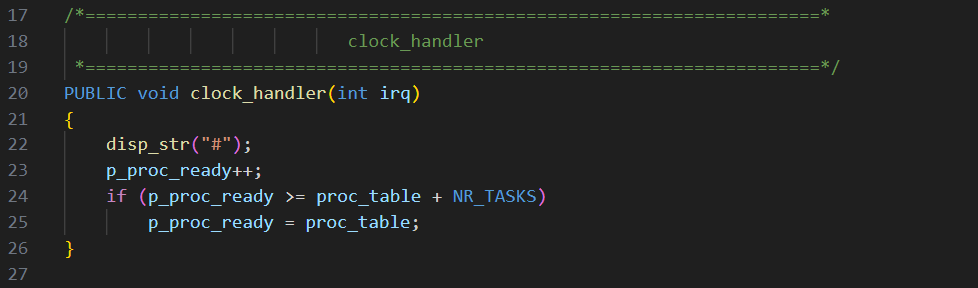 17 /*======================================================================*
18                            clock_handler
19  *======================================================================*/
20 PUBLIC void clock_handler(int irq)
21 {
22     disp_str("#");
23     p_proc_ready++;
24     if (p_proc_ready >= proc_table + NR_TASKS)
25         p_proc_ready = proc_table;
26 }
27